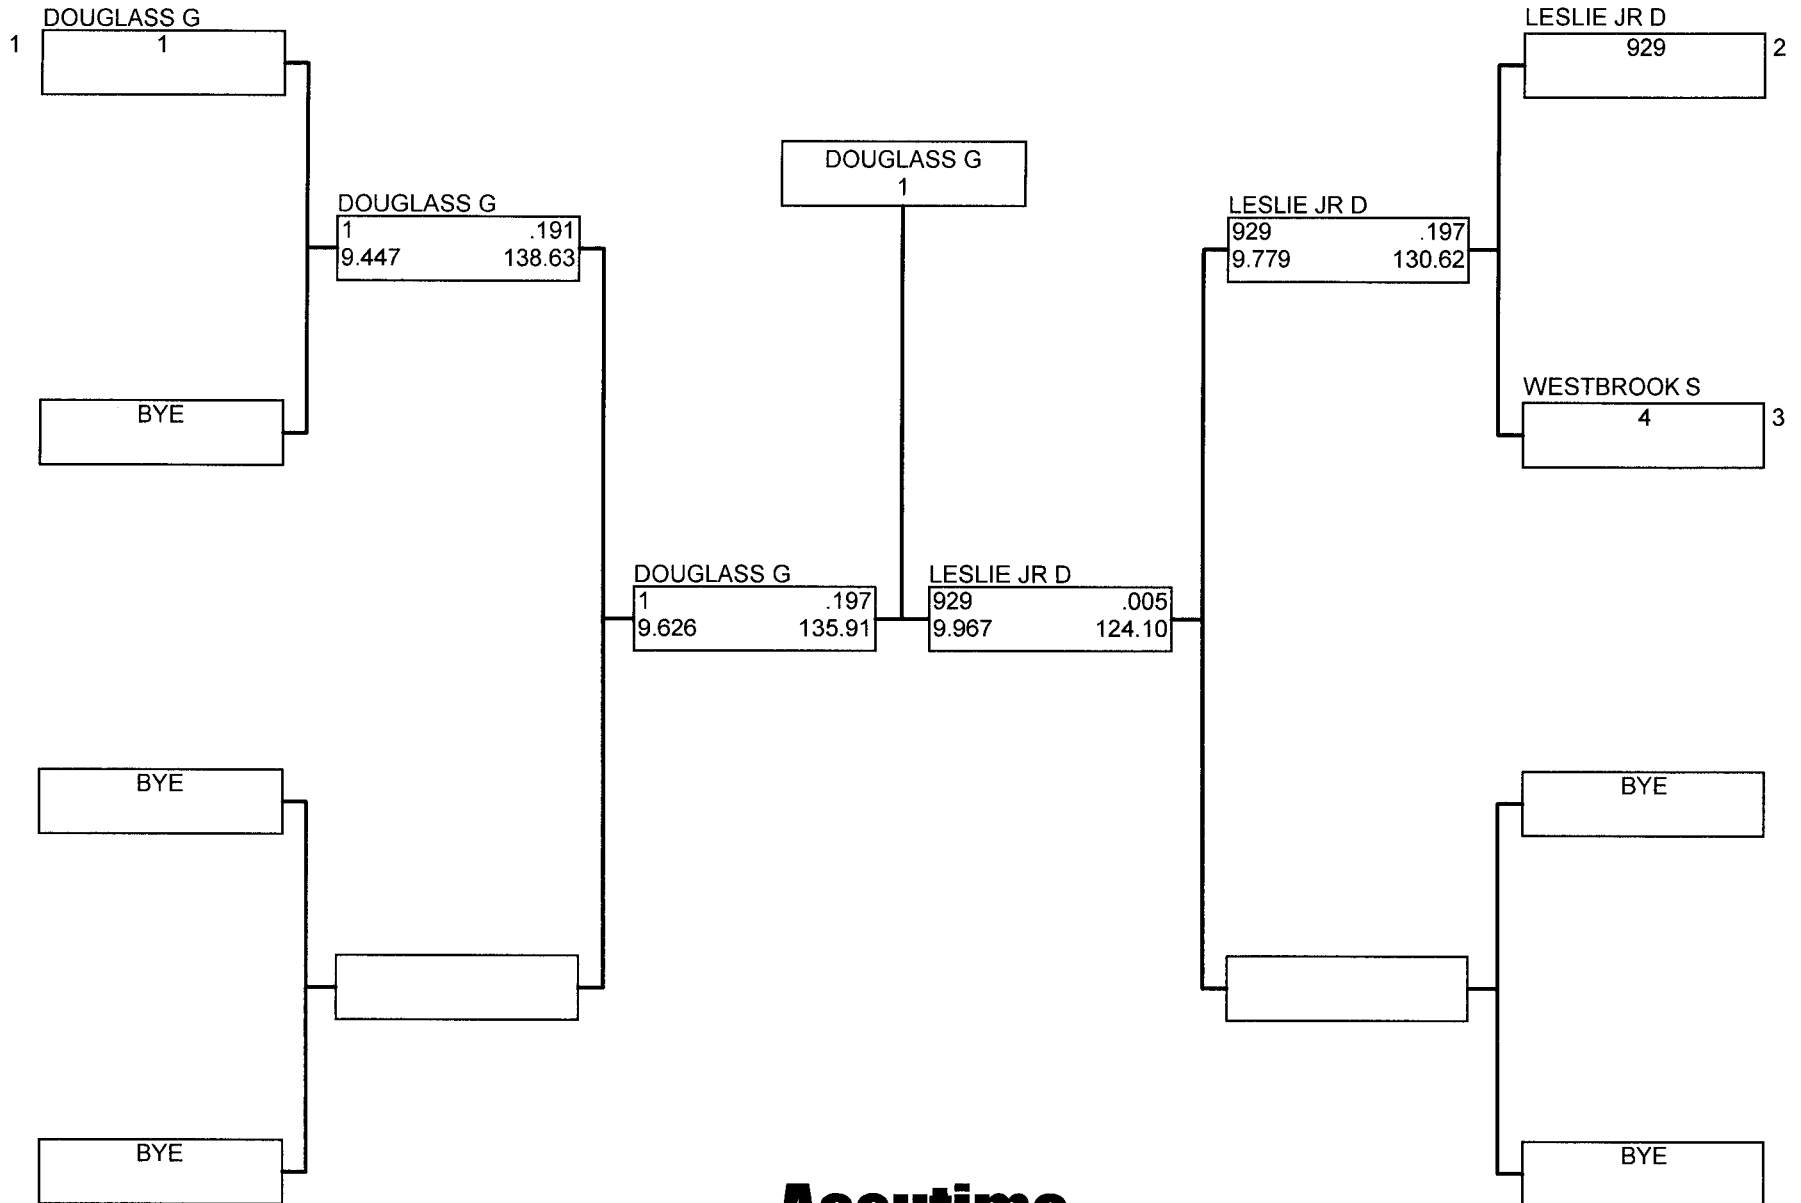 DOUGLASS G
1
1
BYE
BYE
BYE
DOUGLASS G
1 .191
9.447 138.63
DOUGLASS G
1 .197
9.626 135.91
DOUGLASS G
1
LESLIE JR D
929 .005
9.967 124.10
LESLIE JR D
929 .197
9.779 130.62
LESLIE JR D
929
2
WESTBROOK S
4
3
BYE
BYE
Accutime